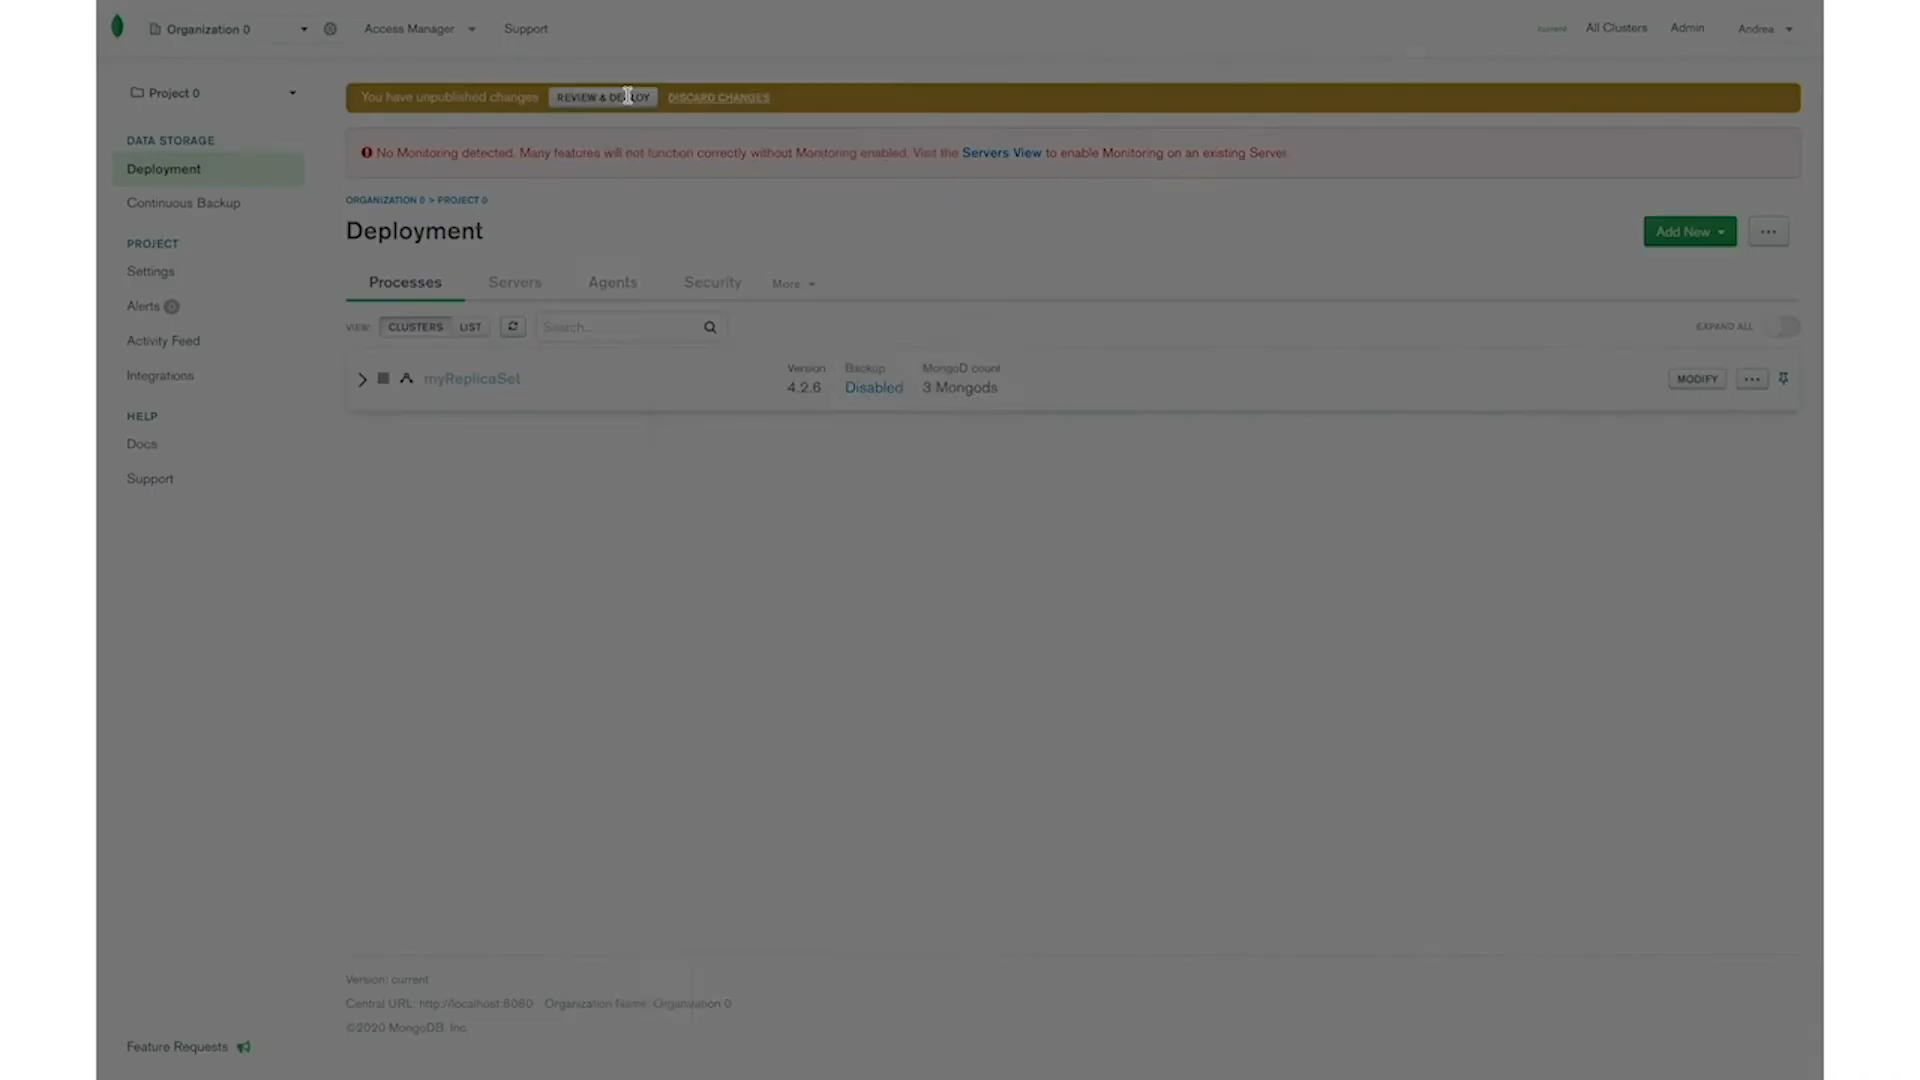 Organization 0
Access Manager
Support
current
All Clusters
Admin
Andrea
Project 0
You have unpublished changes
REVIEW & DEPLOY
DISCARD CHANGES
DATA STORAGE
Deployment
Continuous Backup
PROJECT
Settings
Alerts 0
Activity Feed
Integrations
HELP
Docs
Support
No Monitoring detected. Many features will not function correctly without Monitoring enabled. Visit the Servers View to enable Monitoring on an existing Server.
ORGANIZATION 0 > PROJECT 0
Deployment
Add New
Processes
Servers
Agents
Security
More
VIEW:
CLUSTERS
LIST
Search...
EXPAND ALL
myReplicaSet
Version
4.2.6
Backup
Disabled
MongoD count
3 Mongods
MODIFY
Version: current
Central URL: http://localhost:8080 Organization Name: Organization 0
©2020 MongoDB, Inc.
Feature Requests